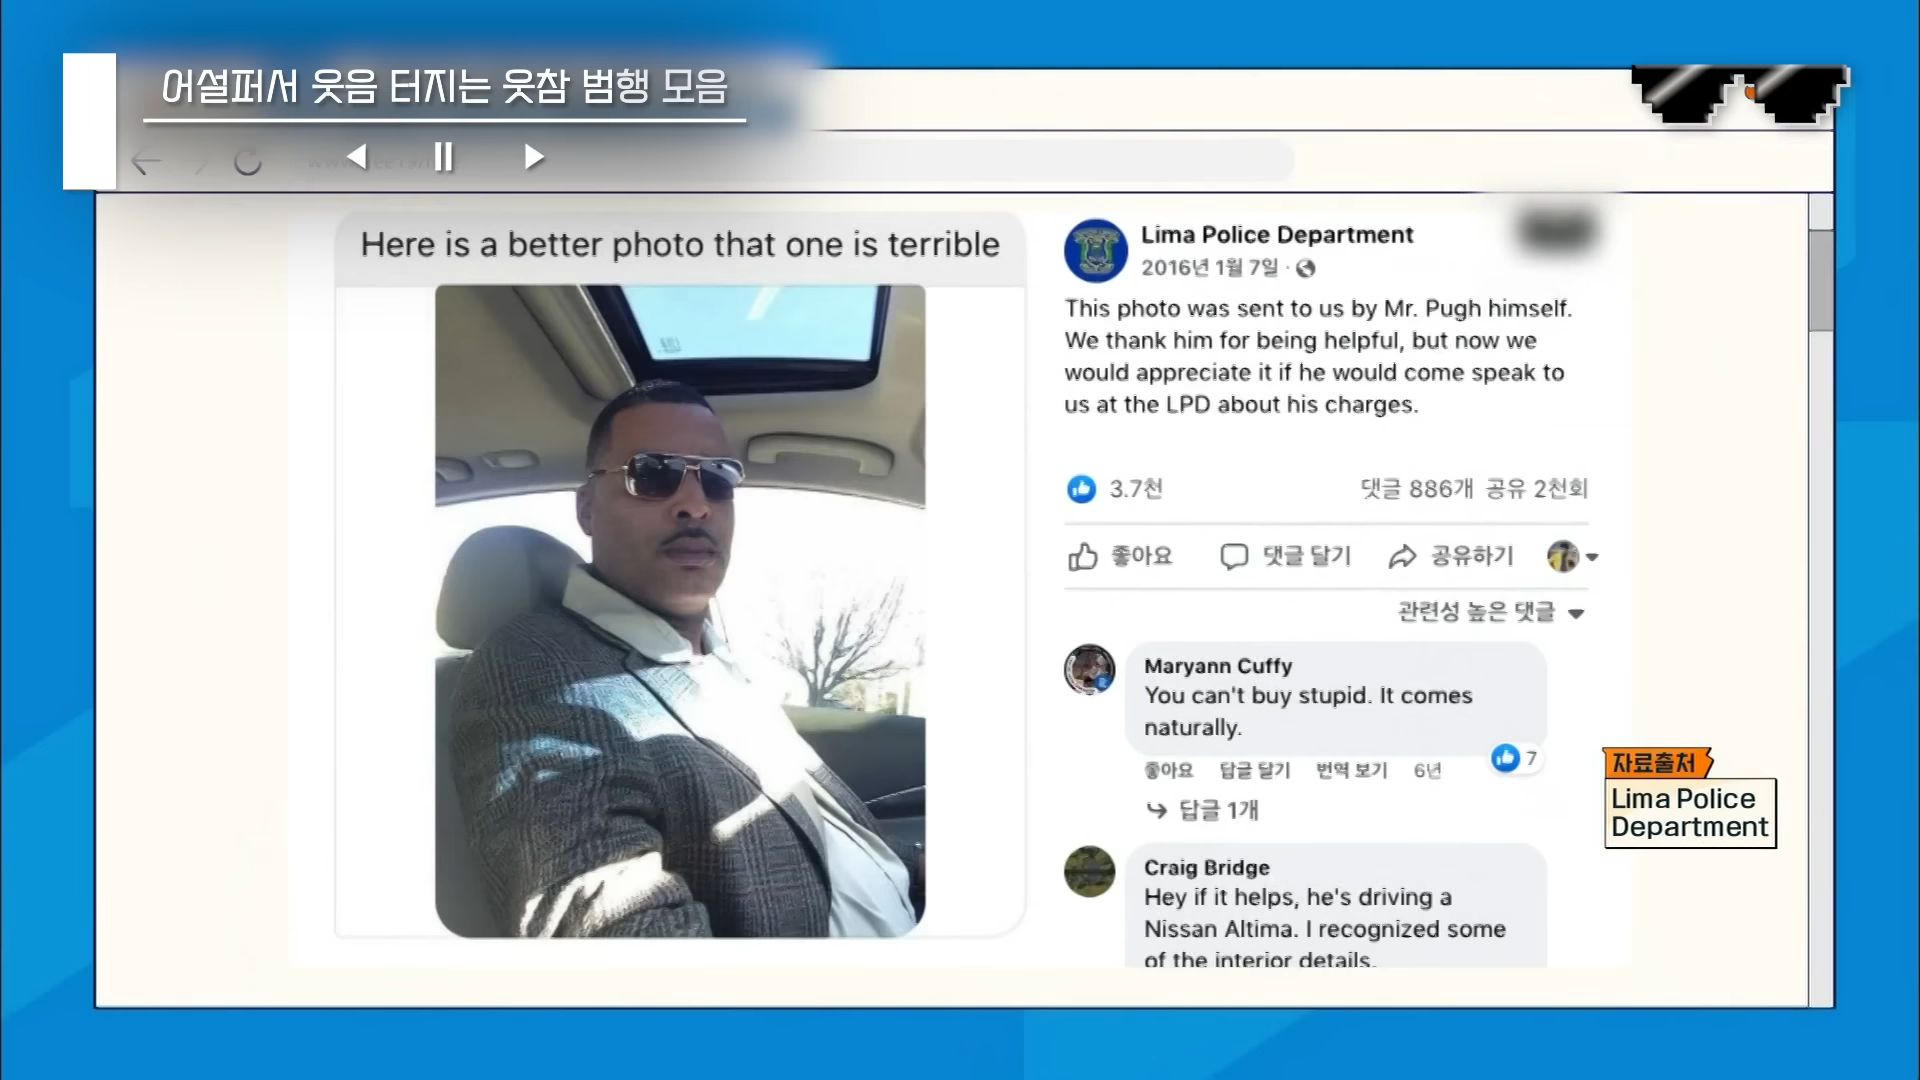 어설퍼서 웃음 터지는 웃참 범행 모음
Here is a better photo that one is terrible
Lima Police Department
2016년 1월 7일 ·
This photo was sent to us by Mr. Pugh himself.
We thank him for being helpful, but now we
would appreciate it if he would come speak to
us at the LPD about his charges.
3.7천
댓글 886개 공유 2천회
좋아요 댓글 달기 공유하기
관련성 높은 댓글
Maryann Cuffy
You can't buy stupid. It comes
naturally.
7
좋아요 답글 달기 번역 보기 6년
답글 1개
Craig Bridge
Hey if it helps, he's driving a
Nissan Altima. I recognized some
of the interior details.
자료출처
Lima Police
Department